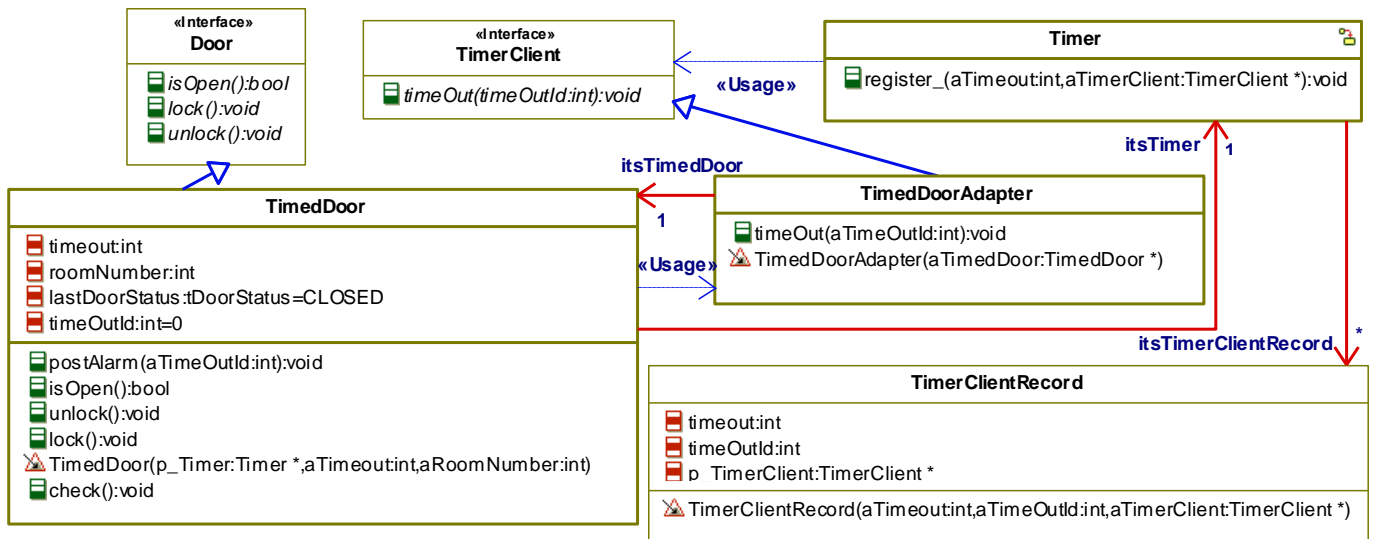 «Interface»
Door
isOpen():bool
lock():void
unlock():void
«Interface»
TimerClient
timeOut(timeOutId:int):void
«Usage»
Timer
register_(aTimeout:int,aTimerClient:TimerClient *):void
itsTimer
1
itsTimedDoor
1
TimedDoor
timeout:int
roomNumber:int
lastDoorStatus:tDoorStatus=CLOSED
timeOutId:int=0
postAlarm(aTimeOutId:int):void
isOpen():bool
unlock():void
lock():void
TimedDoor(p_Timer:Timer *,aTimeout:int,aRoomNumber:int)
check():void
«Usage»
TimedDoorAdapter
timeOut(aTimeOutId:int):void
TimedDoorAdapter(aTimedDoor:TimedDoor *)
*
itsTimerClientRecord
TimerClientRecord
timeout:int
timeOutId:int
p_TimerClient:TimerClient *
TimerClientRecord(aTimeout:int,aTimeOutId:int,aTimerClient:TimerClient *)